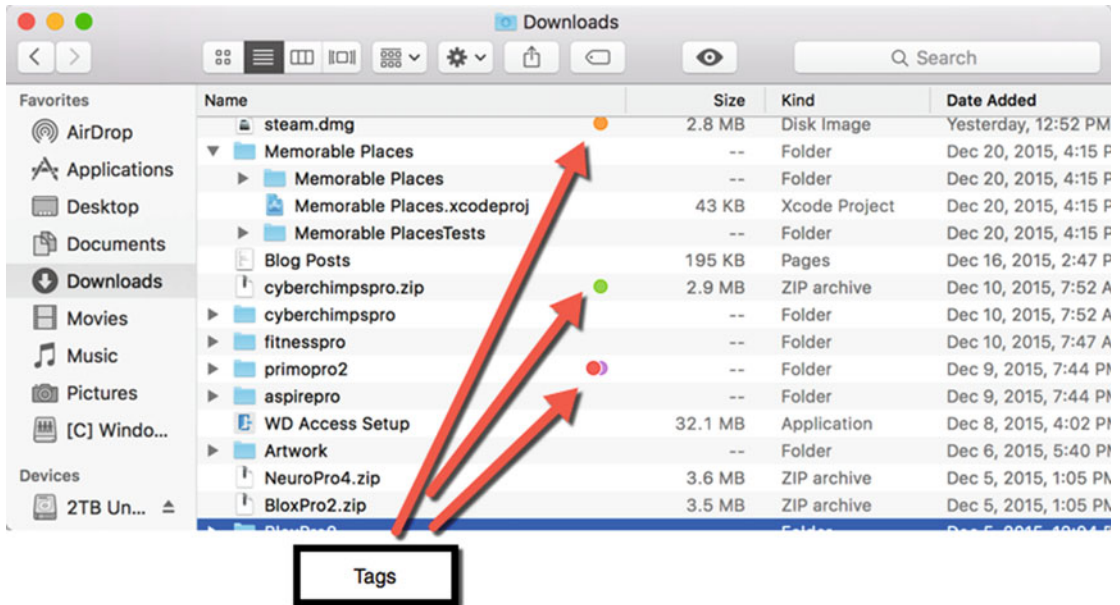 Downloads
Search
Favorites
AirDrop
Applications
Desktop
Documents
Downloads
Movies
Music
Pictures
[C] Windo...
Devices
2TB Un...
Name Size Kind Date Added
steam.dmg 2.8 MB Disk Image Yesterday, 12:52 PM
Memorable Places -- Folder Dec 20, 2015, 4:15 P
Memorable Places -- Folder Dec 20, 2015, 4:15 P
Memorable Places.xcodeproj 43 KB Xcode Project Dec 20, 2015, 4:15 P
Memorable PlacesTests -- Folder Dec 20, 2015, 4:15 P
Blog Posts 195 KB Pages Dec 16, 2015, 2:47 P
cyberchimpspro.zip 2.9 MB ZIP archive Dec 10, 2015, 7:52 A
cyberchimpspro -- Folder Dec 10, 2015, 7:52 A
fitnesspro -- Folder Dec 10, 2015, 7:47 A
primopro2 -- Folder Dec 9, 2015, 7:44 PM
aspirepro -- Folder Dec 9, 2015, 7:44 PM
WD Access Setup 32.1 MB Application Dec 8, 2015, 4:02 PM
Artwork -- Folder Dec 6, 2015, 5:40 PM
NeuroPro4.zip 3.6 MB ZIP archive Dec 5, 2015, 1:05 PM
BloxPro2.zip 3.5 MB ZIP archive Dec 5, 2015, 1:05 PM
Tags